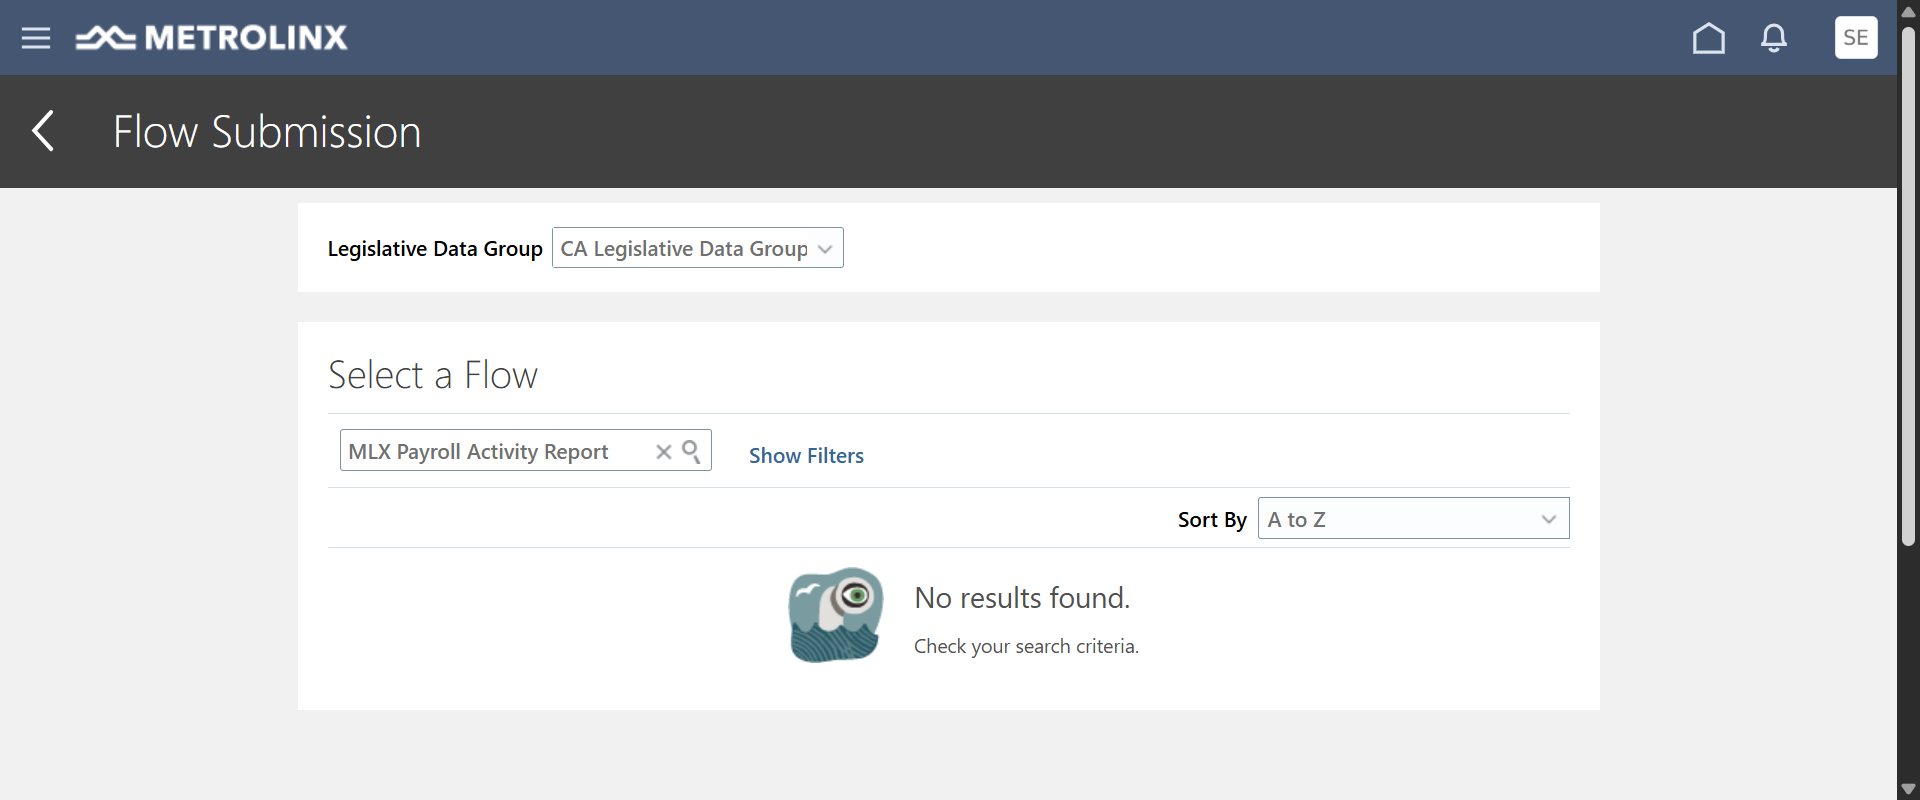 METROLINX
SE
Flow Submission
Legislative Data Group CA Legislative Data Group
Select a Flow
MLX Payroll Activity Report Show Filters
Sort By A to Z
No results found.
Check your search criteria.